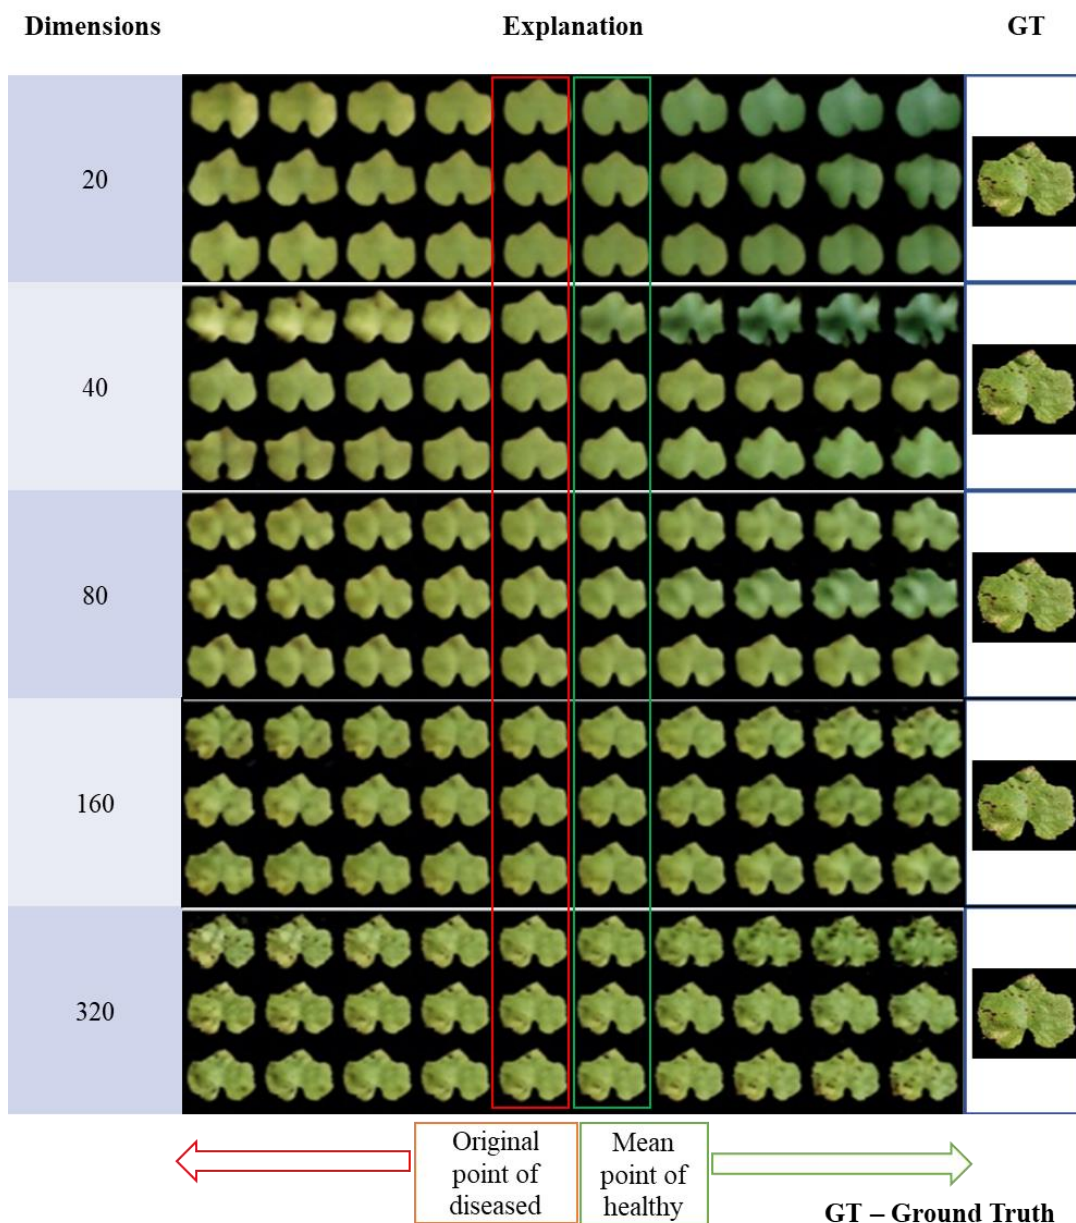 Dimensions Explanation GT
20
40
80
160
320
Original
point of
diseased
Mean
point of
healthy
GT – Ground Truth